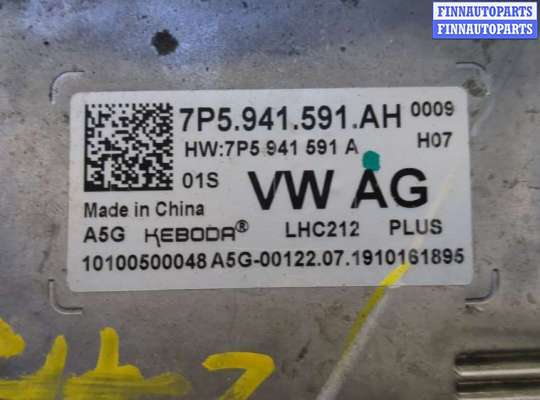 FINNAUTOPARTS
FINNAUTOPARTS
7P5.941.591.AH 0009
HW:7P5 941 591 A H07
01S VW AG
Made in China
A5G KEBODA® LHC212 PLUS
10100500048 A5G-00122.07.1910161895